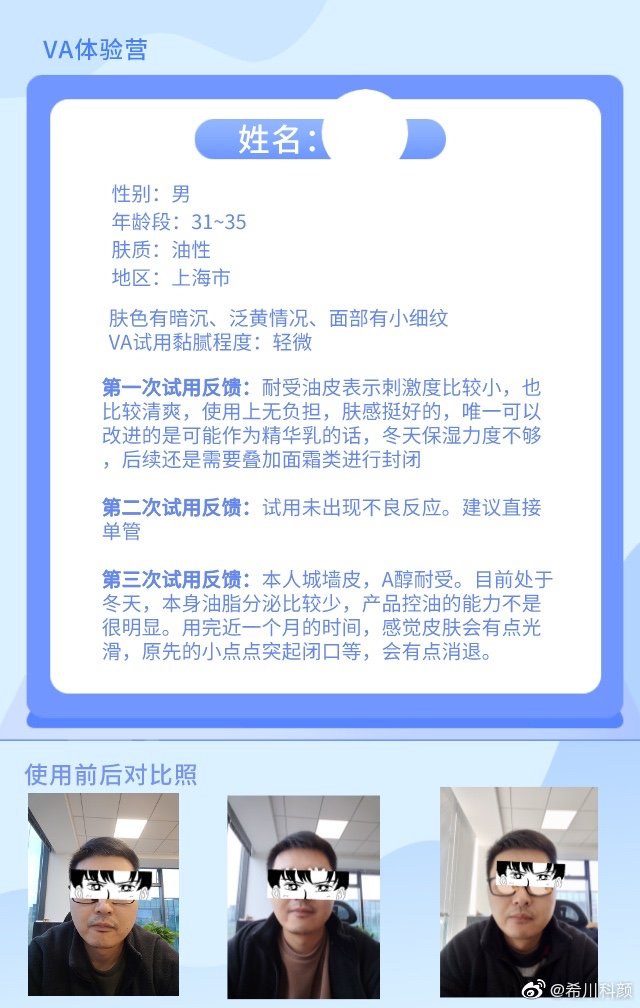 VA体验营
姓名：
性别：男
年龄段：31~35
肤质：油性
地区：上海市
肤色有暗沉、泛黄情况、面部有小细纹
VA试用黏腻程度：轻微
第一次试用反馈：耐受油皮表示刺激度比较小，也
比较清爽，使用上无负担，肤感挺好的，唯一可以
改进的是可能作为精华乳的话，冬天保湿力度不够
，后续还是需要叠加面霜类进行封闭
第二次试用反馈：试用未出现不良反应。建议直接
单管
第三次试用反馈：本人城墙皮，A醇耐受。目前处于
冬天，本身油脂分泌比较少，产品控油的能力不是
很明显。用完近一个月的时间，感觉皮肤会有点光
滑，原先的小点点突起闭口等，会有点消退。
使用前后对比照
@希川科颜